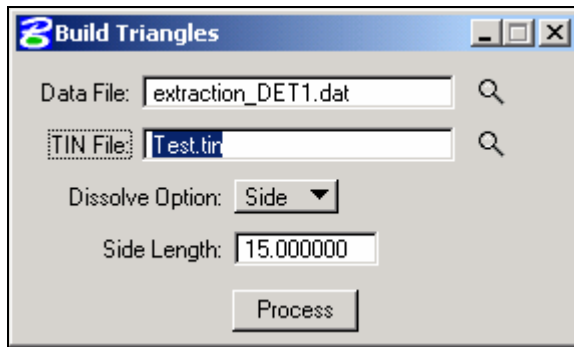 Build Triangles
Data File: extraction_DET1.dat
TIN File: Test.tin
Dissolve Option: Side
Side Length: 15.000000
Process